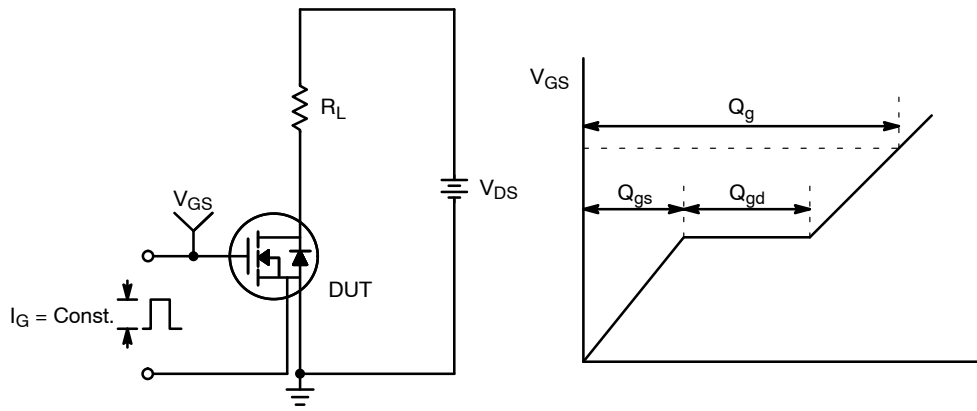 R_L
V_GS
V_DS
DUT
I_G = Const.
V_GS
Q_g
Q_gs
Q_gd